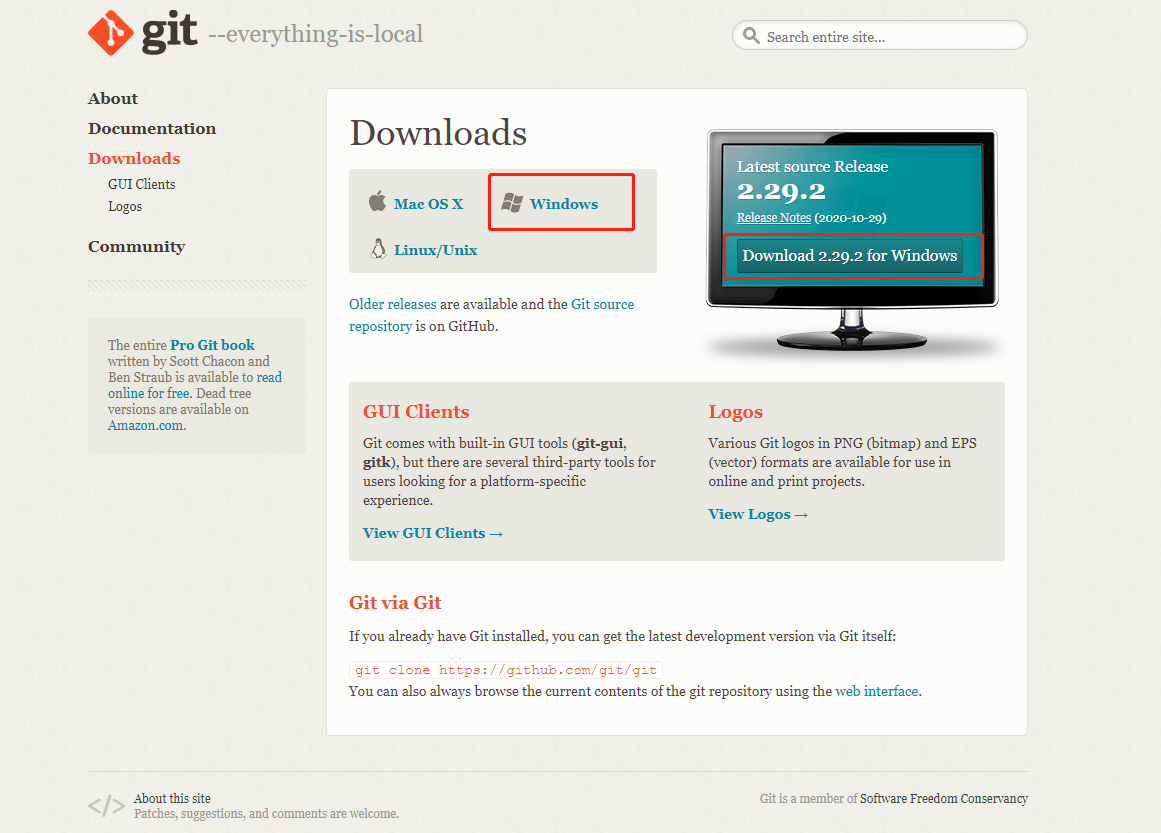 git --everything-is-local
Search entire site...
About
Documentation
Downloads
GUI Clients
Logos
Community
The entire Pro Git book
written by Scott Chacon and
Ben Straub is available to read
online for free. Dead tree
versions are available on
Amazon.com.
Downloads
Mac OS X
Windows
Linux/Unix
Older releases are available and the Git source
repository is on GitHub.
Latest source Release
2.29.2
Release Notes (2020-10-29)
Download 2.29.2 for Windows
GUI Clients
Git comes with built-in GUI tools (git-gui,
gitk), but there are several third-party tools for
users looking for a platform-specific
experience.
View GUI Clients →
Logos
Various Git logos in PNG (bitmap) and EPS
(vector) formats are available for use in
online and print projects.
View Logos →
Git via Git
If you already have Git installed, you can get the latest development version via Git itself:
git clone https://github.com/git/git
You can also always browse the current contents of the git repository using the web interface.
</> About this site
Patches, suggestions, and comments are welcome.
Git is a member of Software Freedom Conservancy